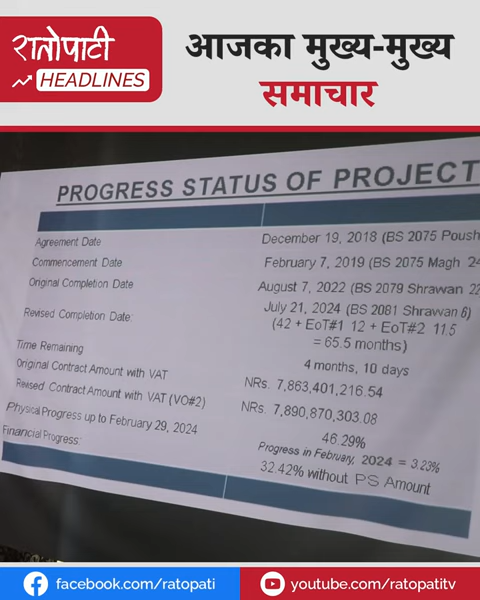 रातोपाटी
HEADLINES
आजका मुख्य-मुख्य
समाचार
PROGRESS STATUS OF PROJECT
Agreement Date December 19, 2018 (BS 2075 Poush
Commencement Date February 7, 2019 (BS 2075 Magh 24
Original Completion Date August 7, 2022 (BS 2079 Shrawan 22
Revised Completion Date: July 21, 2024 (BS 2081 Shrawan 6)
(42 + EoT#1 12 + EoT#2 11.5
= 65.5 months)
Time Remaining 4 months, 10 days
Original Contract Amount with VAT NRs. 7,863,401,216.54
Revised Contract Amount with VAT (VO#2) NRs. 7,890,870,303.08
Physical Progress up to February 29, 2024 46.29%
Progress in February, 2024 = 3.23%
Financial Progress: 32.42% without PS Amount
facebook.com/ratopati
youtube.com/ratopatitv